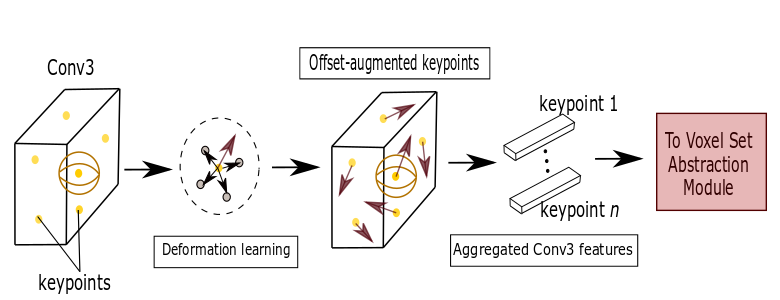 Conv3
keypoints
Deformation learning
Offset-augmented keypoints
keypoint 1
keypoint n
Aggregated Conv3 features
To Voxel Set
Abstraction
Module